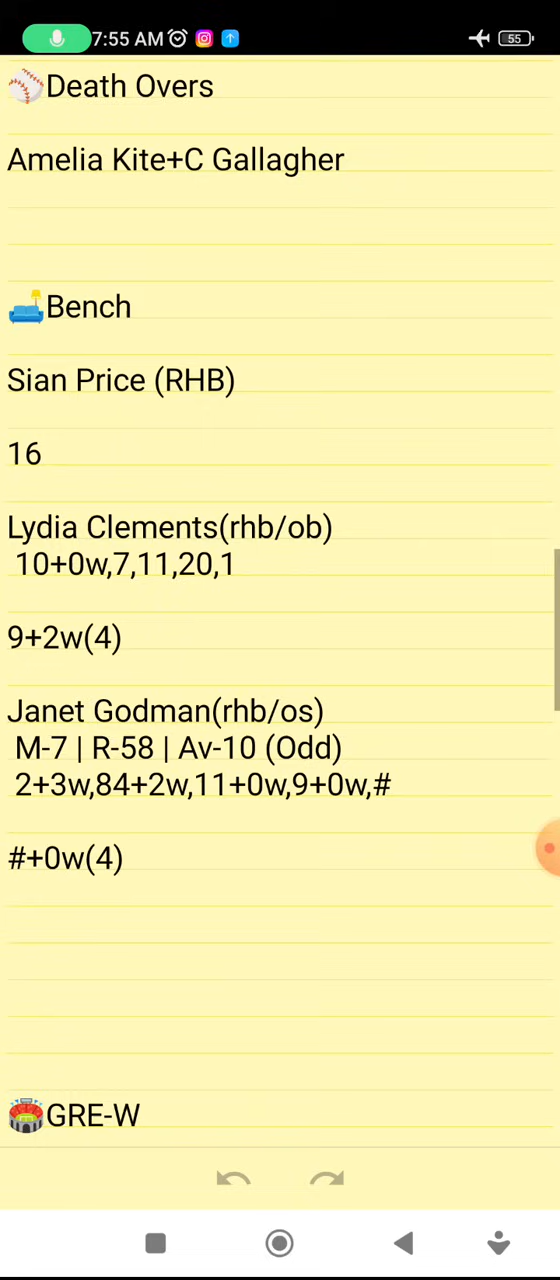 7:55 AM
55
⚾Death Overs
Amelia Kite+C Gallagher
🛋️Bench
Sian Price (RHB)
16
Lydia Clements(rhb/ob)
10+0w,7,11,20,1
9+2w(4)
Janet Godman(rhb/os)
M-7 | R-58 | Av-10 (Odd)
2+3w,84+2w,11+0w,9+0w,#
#+0w(4)
🏟️GRE-W